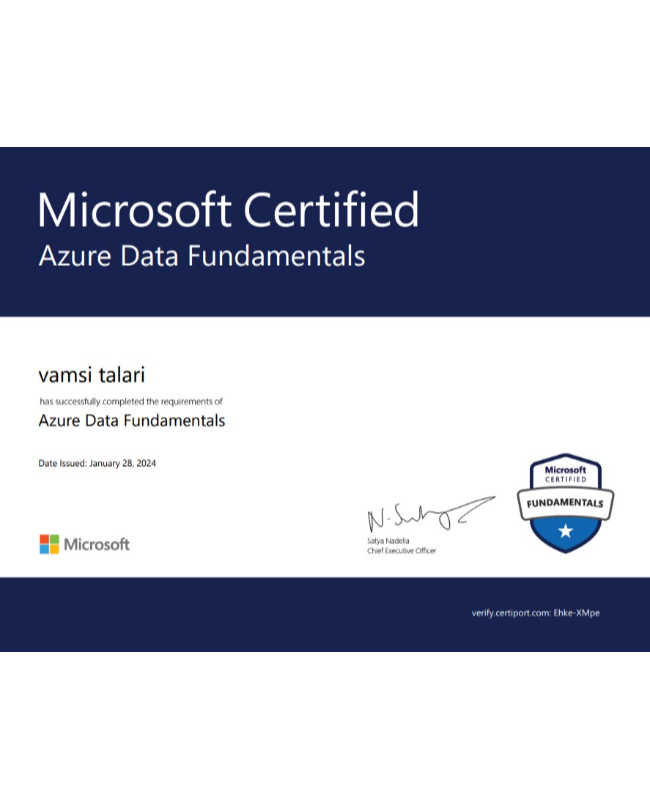 Microsoft Certified
Azure Data Fundamentals
vamsi talari
has successfully completed the requirements of
Azure Data Fundamentals
Date Issued: January 28, 2024
Microsoft
CERTIFIED
FUNDAMENTALS
N. Sat
Satya Nadella
Chief Executive Officer
Microsoft
verify.certiport.com: Ehke-XMpe